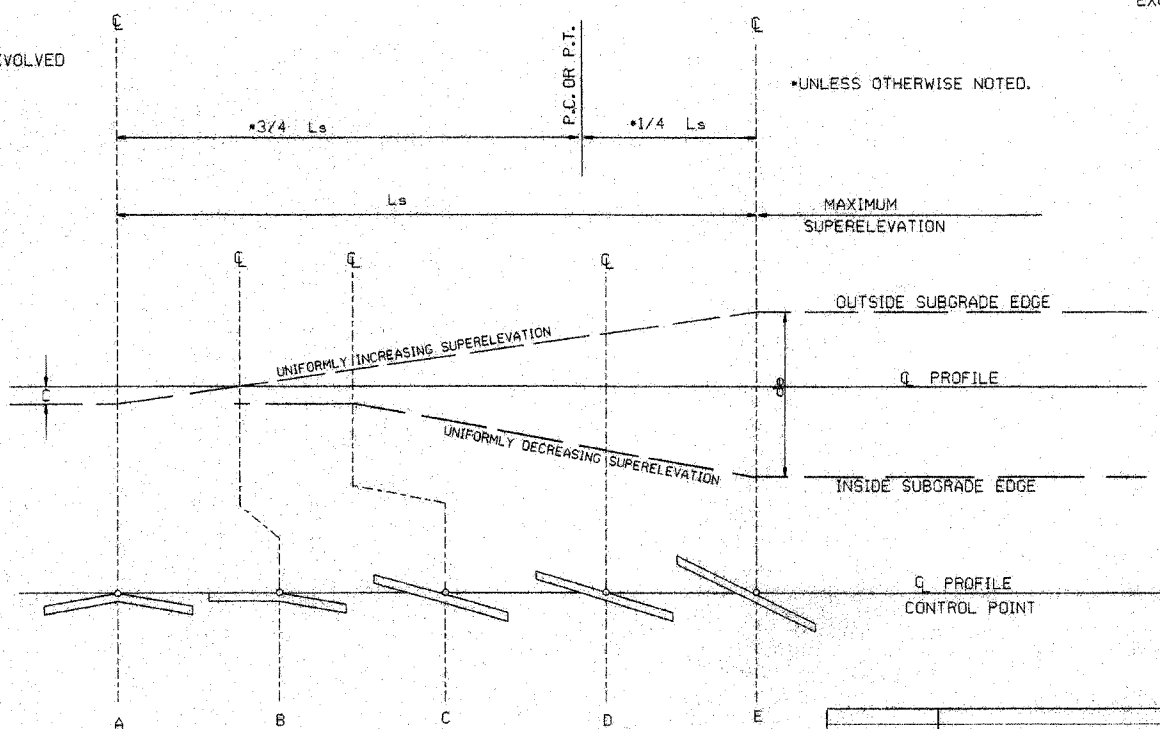 ℄
℄
EVOLVED
P.C. OR P.T.
*UNLESS OTHERWISE NOTED.
*3/4 Ls
*1/4 Ls
Ls
MAXIMUM
SUPERELEVATION
℄
℄
℄
OUTSIDE SUBGRADE EDGE
UNIFORMLY INCREASING SUPERELEVATION
℄ PROFILE
C
UNIFORMLY DECREASING SUPERELEVATION
INSIDE SUBGRADE EDGE
℄ PROFILE
CONTROL POINT
A
B
C
D
E